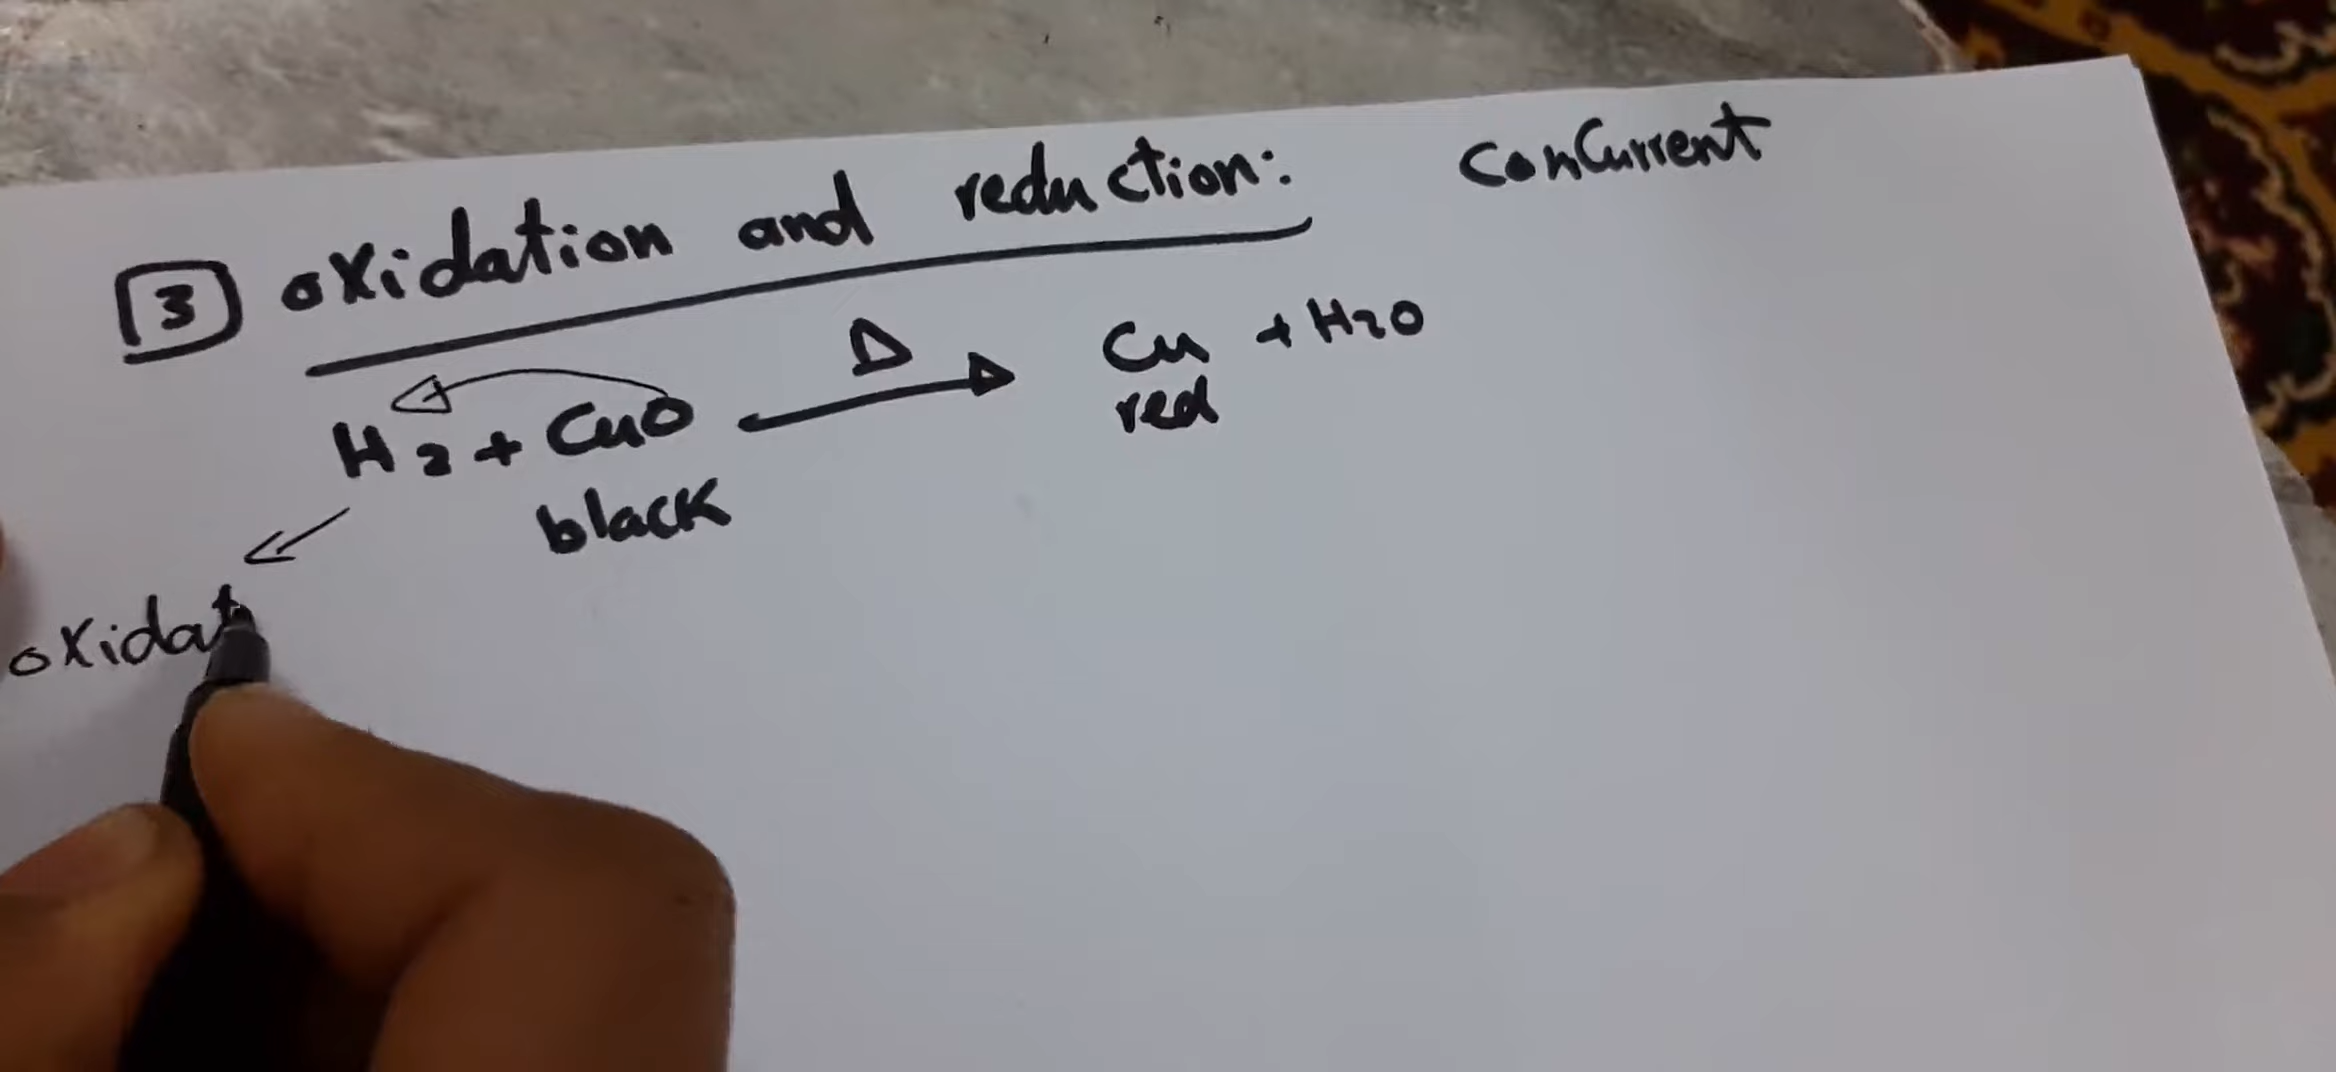 3 oxidation and reduction: Concurrent
H2 + CuO Δ Cu + H2O
black red
oxidat